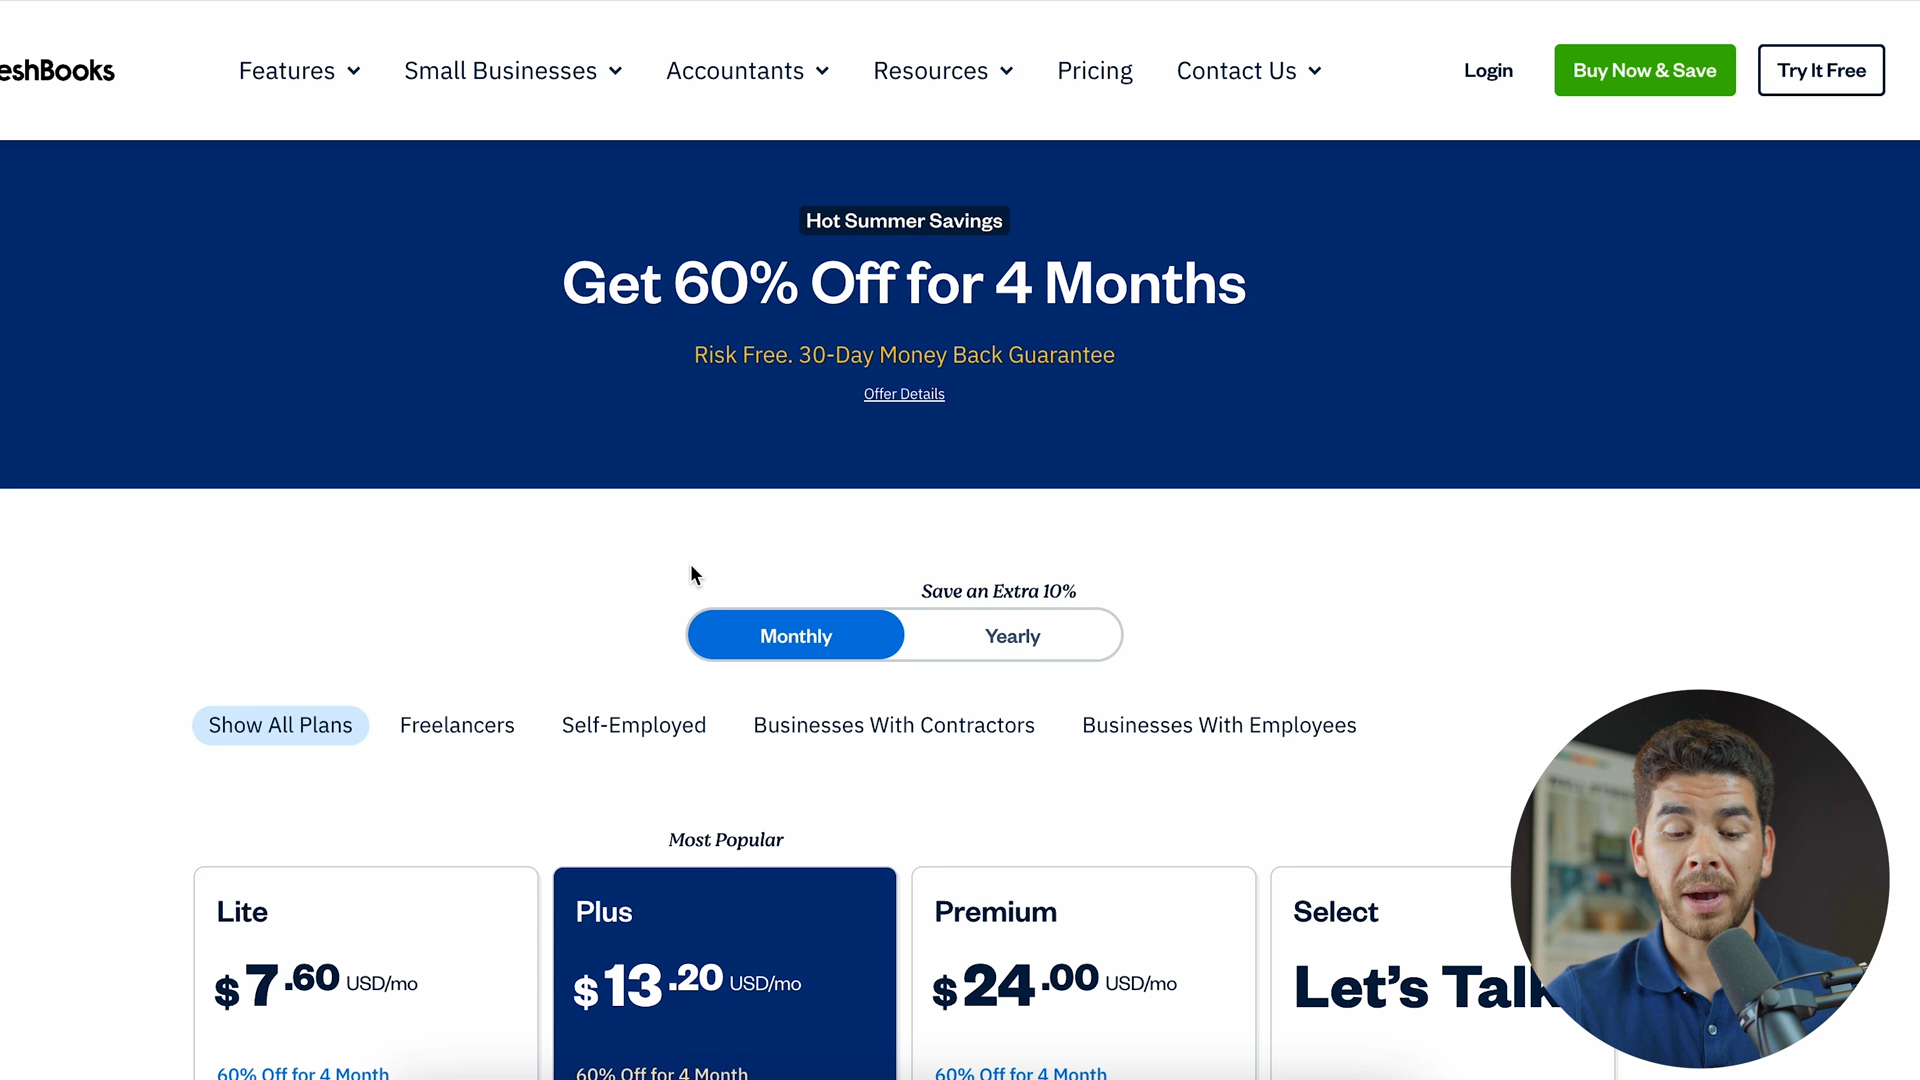 eshBooks
Features
Small Businesses
Accountants
Resources
Pricing
Contact Us
Login
Buy Now & Save
Try It Free
Hot Summer Savings
Get 60% Off for 4 Months
Risk Free. 30-Day Money Back Guarantee
Offer Details
Save an Extra 10%
Monthly
Yearly
Show All Plans
Freelancers
Self-Employed
Businesses With Contractors
Businesses With Employees
Most Popular
Lite
$7.60 USD/mo
60% Off for 4 Month
Plus
$13.20 USD/mo
60% Off for 4 Month
Premium
$24.00 USD/mo
60% Off for 4 Month
Select
Let's Talk